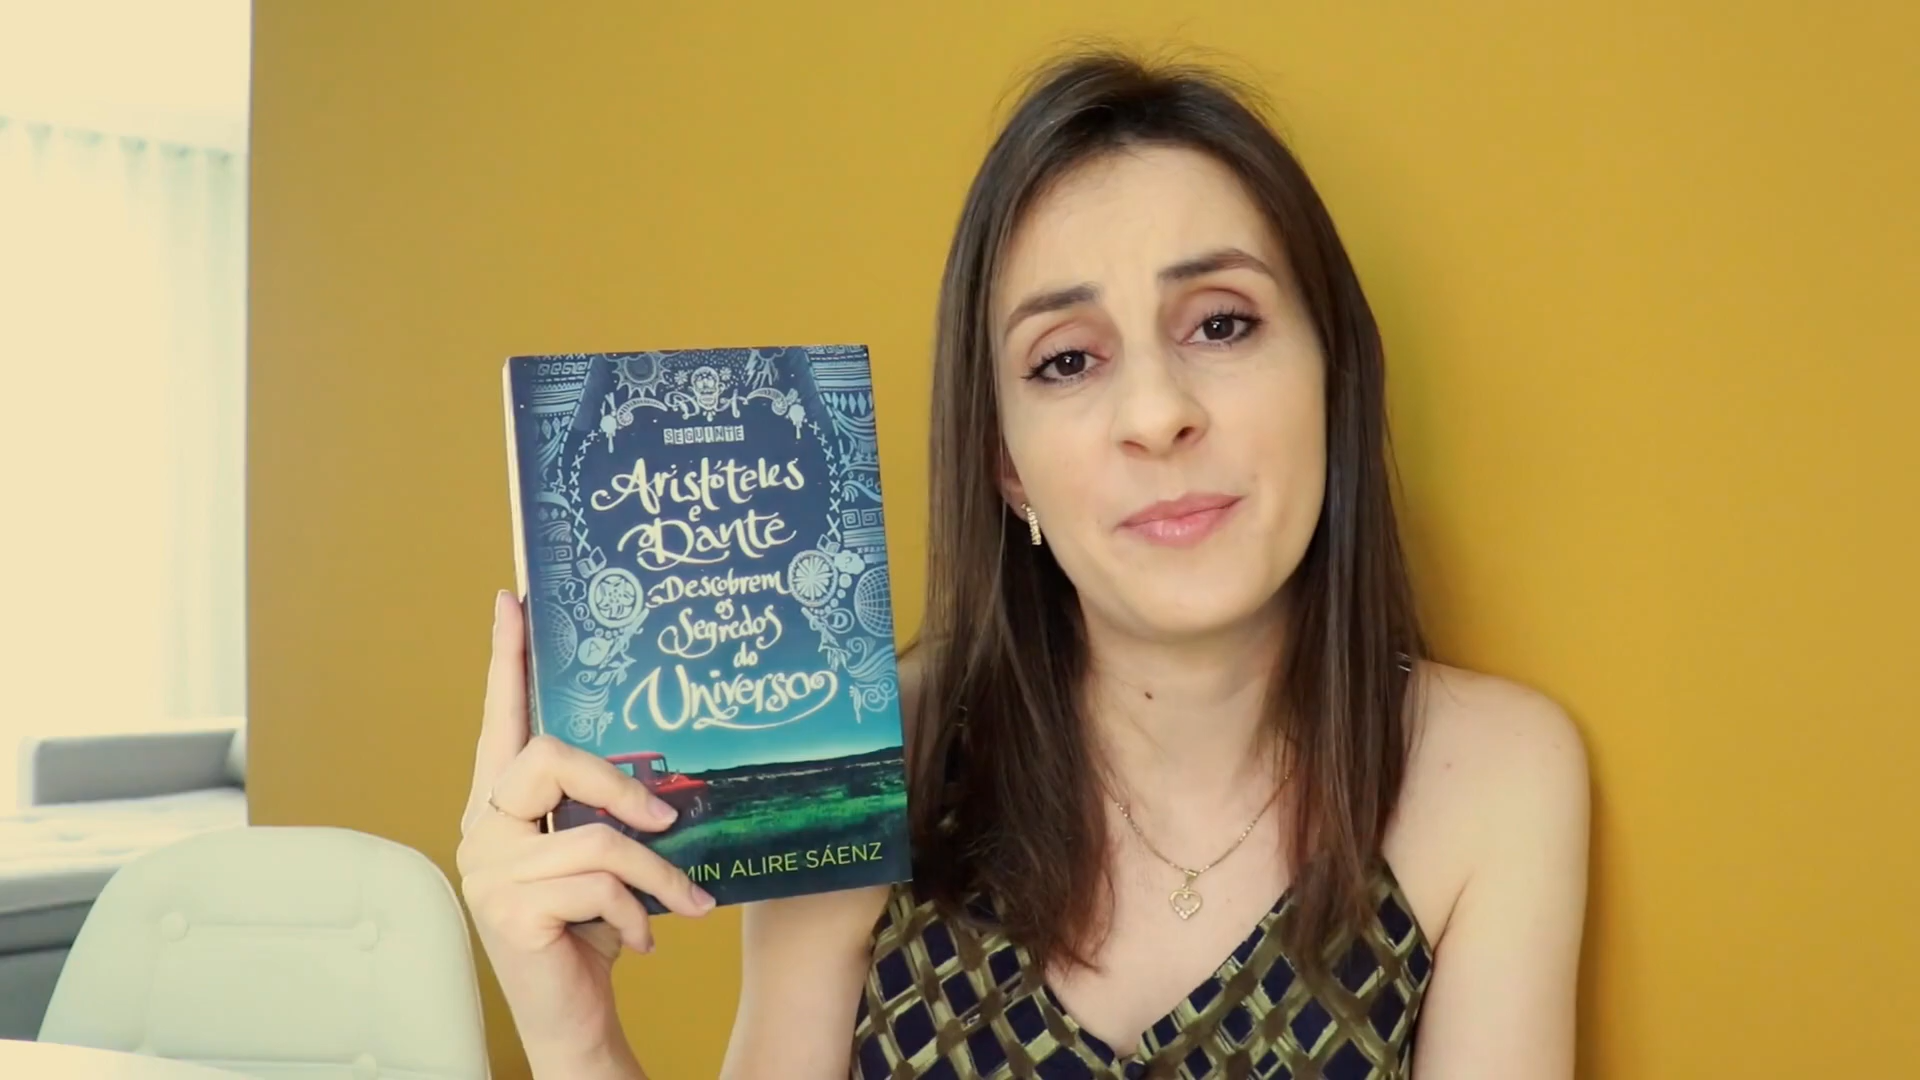 SEGUINTE
Aristóteles
e
Dante
Descobrem
os
Segredos
do
Universo
MIN ALIRE SÁENZ